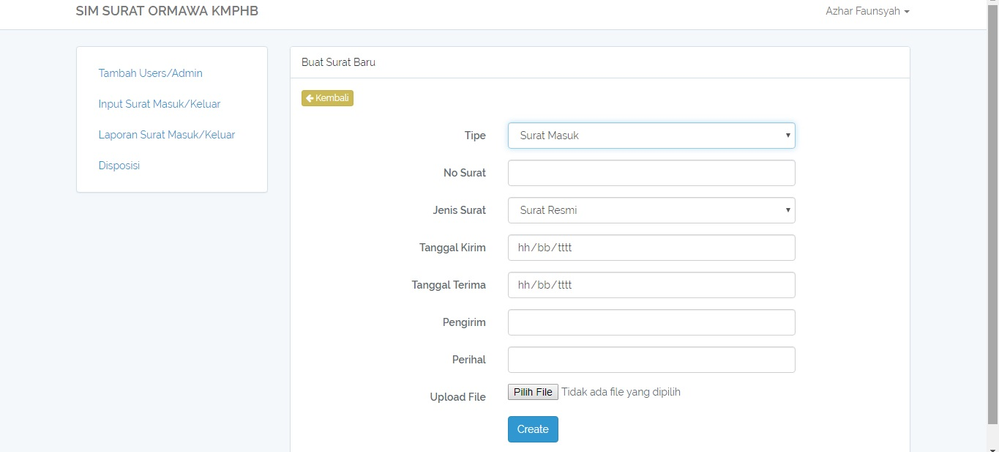 SIM SURAT ORMAWA KMPHB
Azhar Faunsyah
Tambah Users/Admin
Input Surat Masuk/Keluar
Laporan Surat Masuk/Keluar
Disposisi
Buat Surat Baru
Kembali
Tipe Surat Masuk
No Surat
Jenis Surat Surat Resmi
Tanggal Kirim hh/bb/tttt
Tanggal Terima hh/bb/tttt
Pengirim
Perihal
Upload File Pilih File Tidak ada file yang dipilih
Create